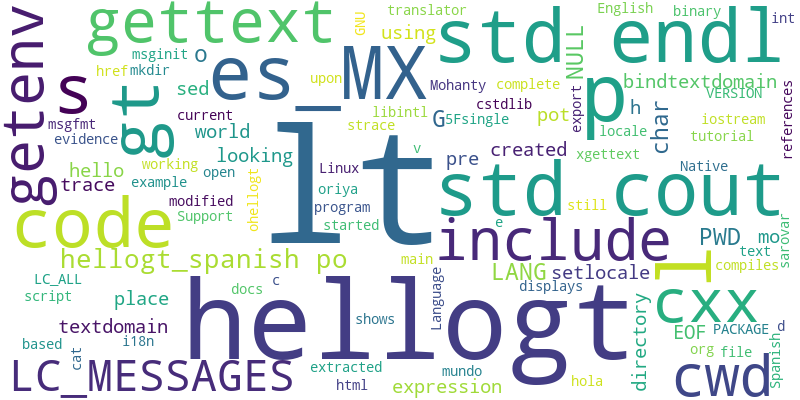 gettext
translator
std endl
English
binary
int
getenv
msginit
o
using
GNU
NULL
href
mkdir
s
gt
es_MX
sed
upon
Mohanty
complete
p
bindtextdomain
VERSION
msgfmt
current
libintl
G
5Fsingle
cstdlib
pot
export
h
char
iostream
evidence
world
strace
locale
tutorial
references
hello
working
looking
lt
v
pre
created
xgettext
trace
example
open
Linux
std cout
Native
modified
oriya
code
Support
ohellogt
program
started
e
still
include
PWD
mo
text
sarovar
hellogt_spanish po
main
Language
LANG
setlocale
l
compiles
LC_ALL
c
docs
hellogt
displays
cxx
script
place
directory
textdomain
i18n
shows
EOF
PACKAGE
d
based
cat
org
file
Spanish
LC_MESSAGES
extracted
html
mundo
expression
hola
cwd